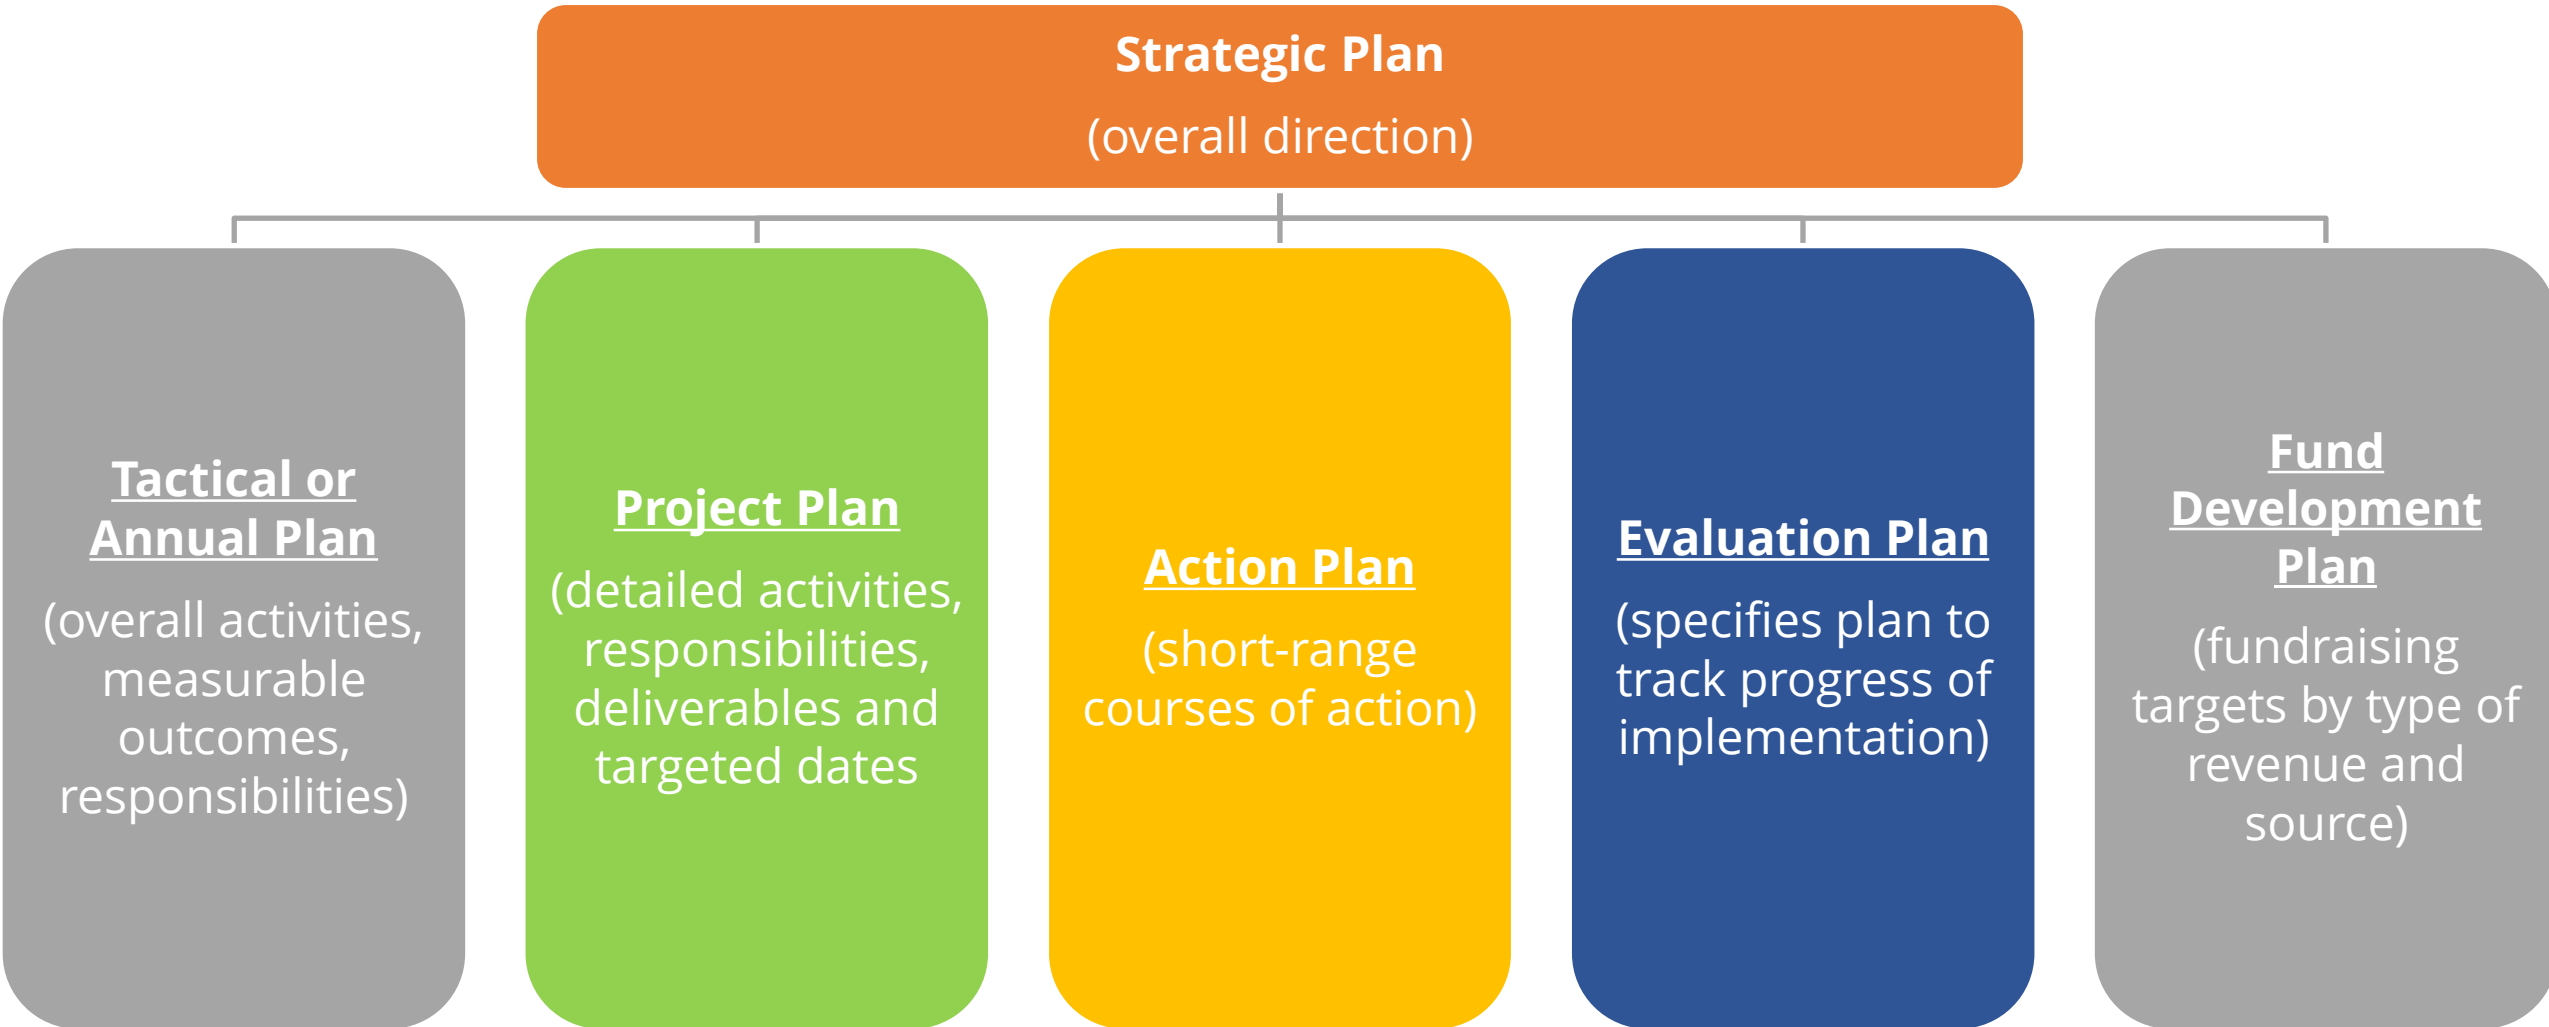 Strategic Plan
(overall direction)
Tactical or
Annual Plan
(overall activities,
measurable
outcomes,
responsibilities)
Project Plan
(detailed activities,
responsibilities,
deliverables and
targeted dates
Action Plan
(short-range
courses of action)
Evaluation Plan
(specifies plan to
track progress of
implementation)
Fund
Development
Plan
(fundraising
targets by type of
revenue and
source)